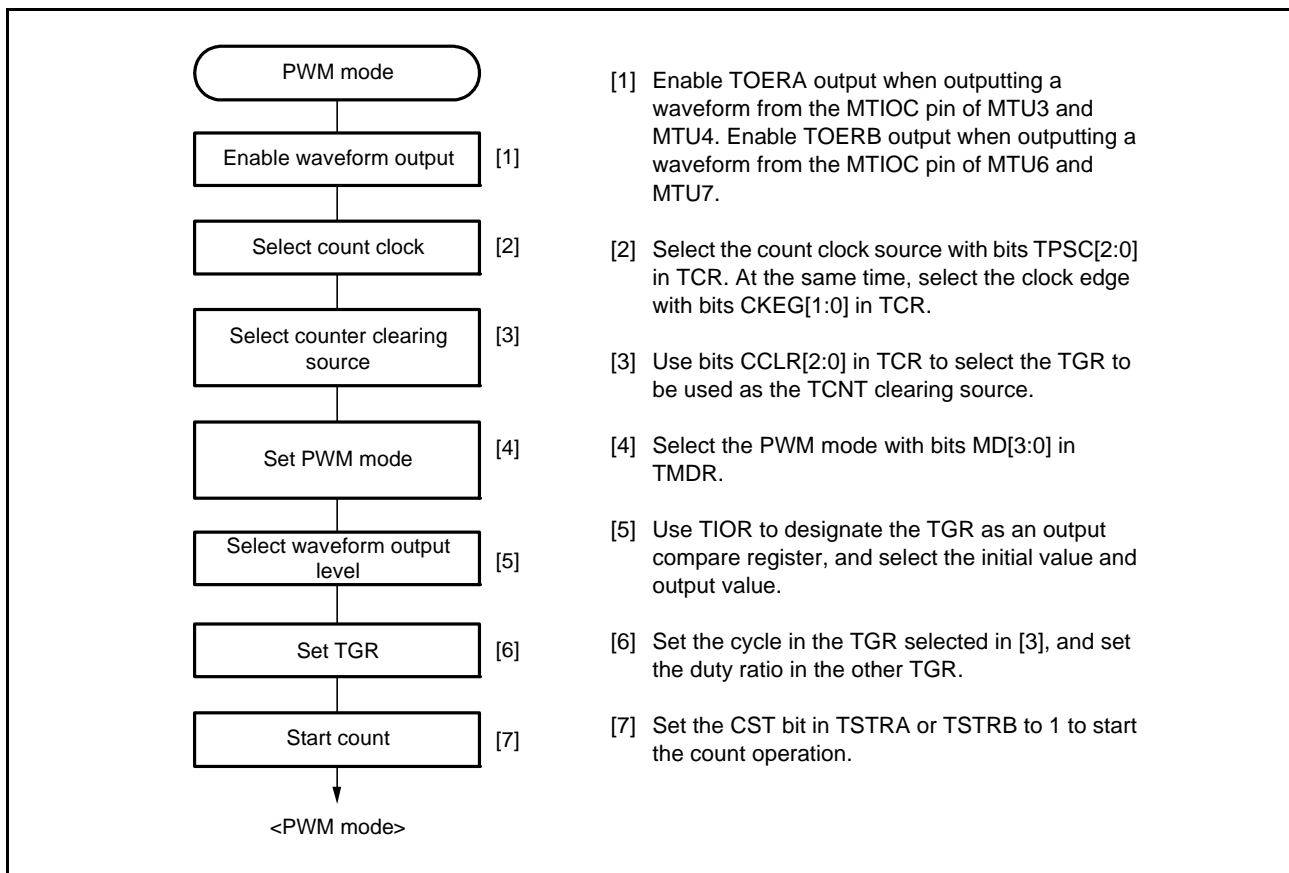 PWM mode
Enable waveform output
[1]
Select count clock
[2]
Select counter clearing
source
[3]
Set PWM mode
[4]
Select waveform output
level
[5]
Set TGR
[6]
Start count
[7]
<PWM mode>
[1] Enable TOERA output when outputting a
waveform from the MTIOC pin of MTU3 and
MTU4. Enable TOERB output when outputting a
waveform from the MTIOC pin of MTU6 and
MTU7.
[2] Select the count clock source with bits TPSC[2:0]
in TCR. At the same time, select the clock edge
with bits CKEG[1:0] in TCR.
[3] Use bits CCLR[2:0] in TCR to select the TGR to
be used as the TCNT clearing source.
[4] Select the PWM mode with bits MD[3:0] in
TMDR.
[5] Use TIOR to designate the TGR as an output
compare register, and select the initial value and
output value.
[6] Set the cycle in the TGR selected in [3], and set
the duty ratio in the other TGR.
[7] Set the CST bit in TSTRA or TSTRB to 1 to start
the count operation.